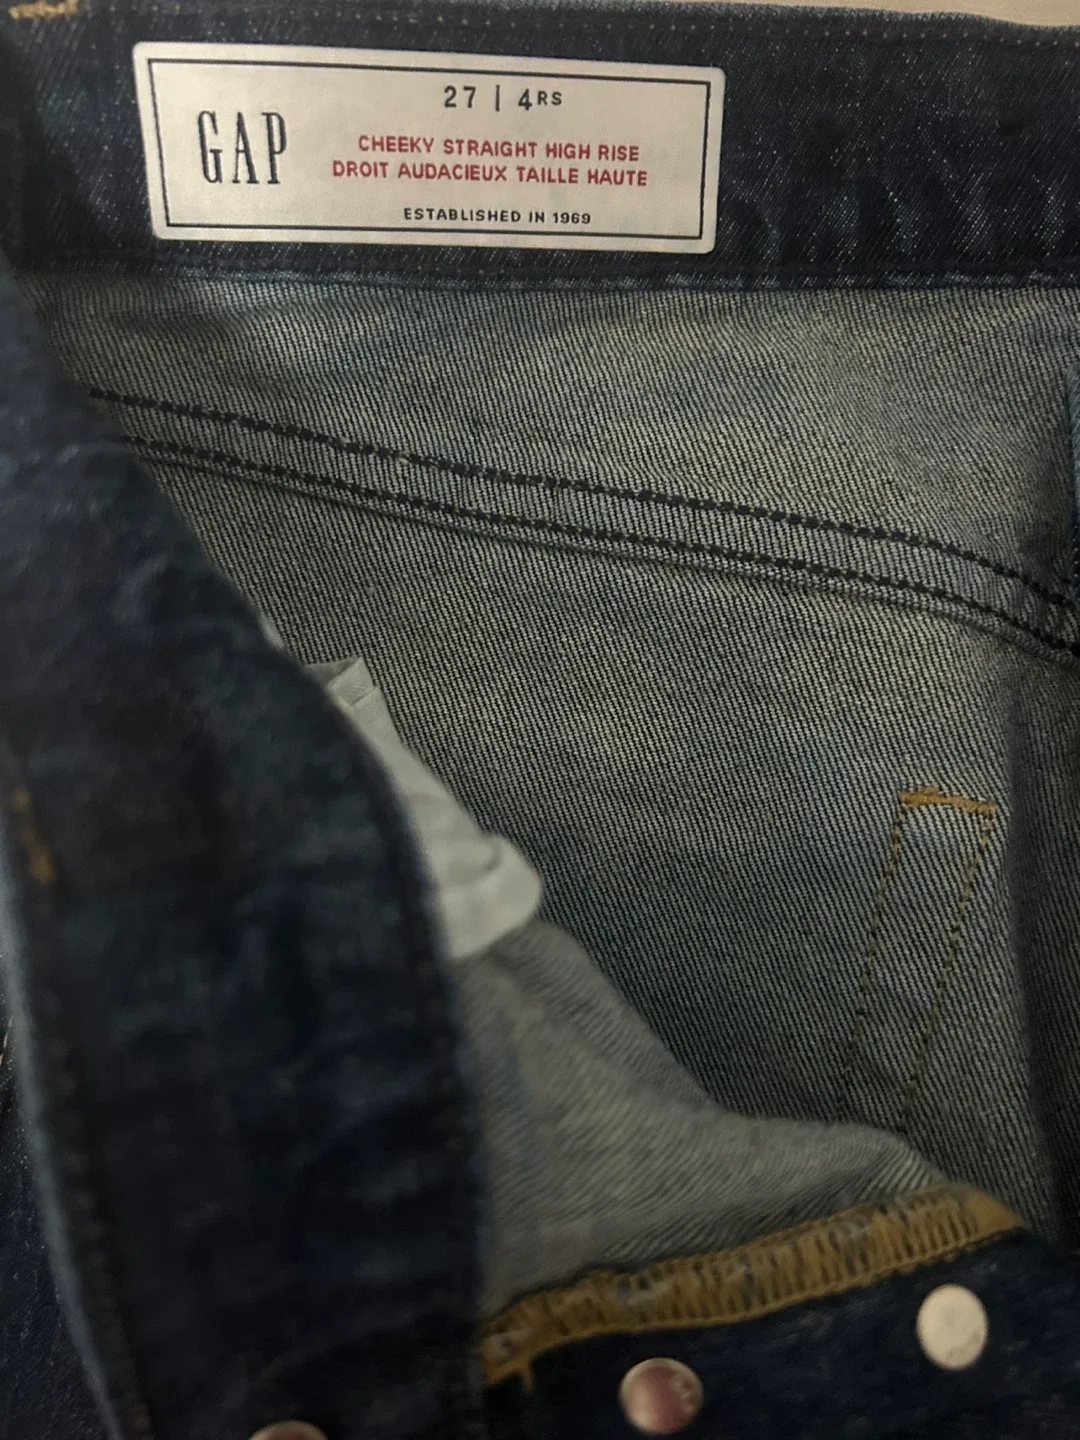 GAP
27 | 4RS
CHEEKY STRAIGHT HIGH RISE
DROIT AUDACIEUX TAILLE HAUTE
ESTABLISHED IN 1969